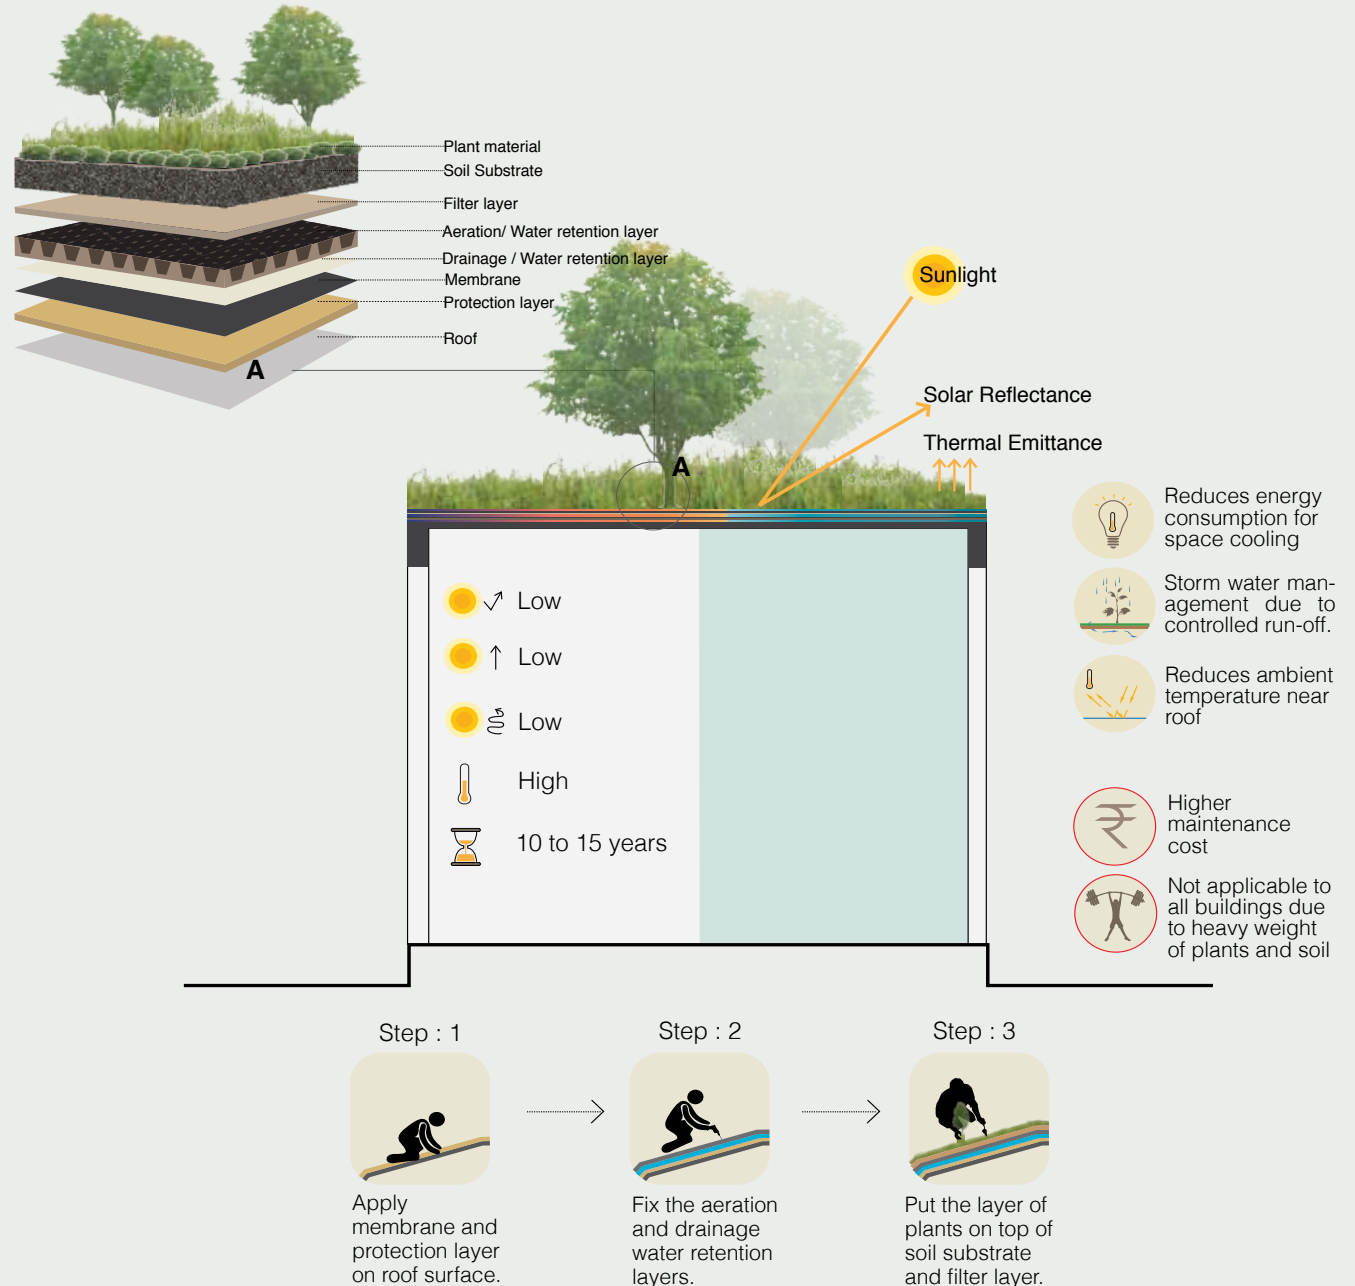 Plant material
Soil Substrate
Filter layer
Aeration/ Water retention layer
Drainage / Water retention layer
Membrane
Protection layer
Roof
A
Sunlight
Solar Reflectance
Thermal Emittance
A
Low
Low
Low
High
10 to 15 years
Reduces energy
consumption for
space cooling
Storm water man-
agement due to
controlled run-off.
Reduces ambient
temperature near
roof
₹
Higher
maintenance
cost
Not applicable to
all buildings due
to heavy weight
of plants and soil
Step : 1
Apply
membrane and
protection layer
on roof surface.
Step : 2
Fix the aeration
and drainage
water retention
layers.
Step : 3
Put the layer of
plants on top of
soil substrate
and filter layer.